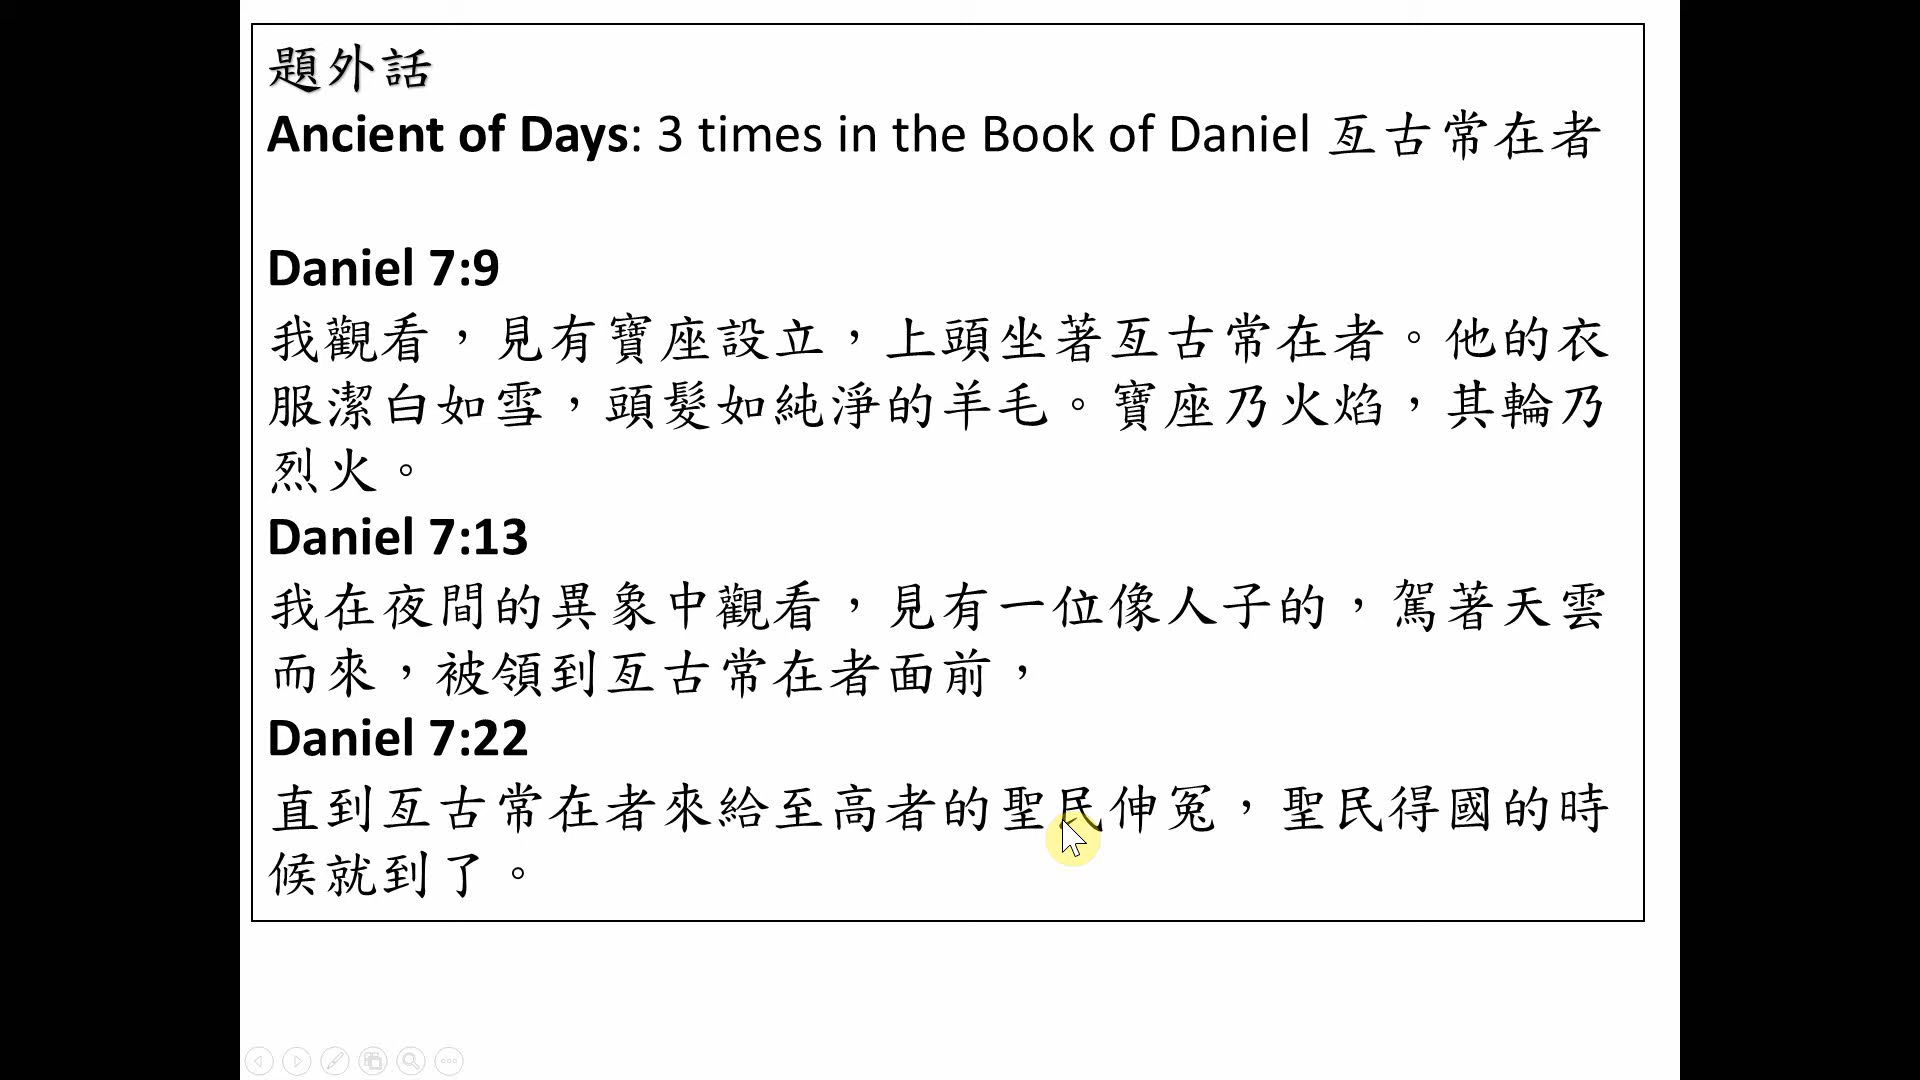 題外話
Ancient of Days: 3 times in the Book of Daniel 亙古常在者
Daniel 7:9
我觀看，見有寶座設立，上頭坐著亙古常在者。他的衣
服潔白如雪，頭髮如純淨的羊毛。寶座乃火焰，其輪乃
烈火。
Daniel 7:13
我在夜間的異象中觀看，見有一位像人子的，駕著天雲
而來，被領到亙古常在者面前，
Daniel 7:22
直到亙古常在者來給至高者的聖民伸冤，聖民得國的時
候就到了。